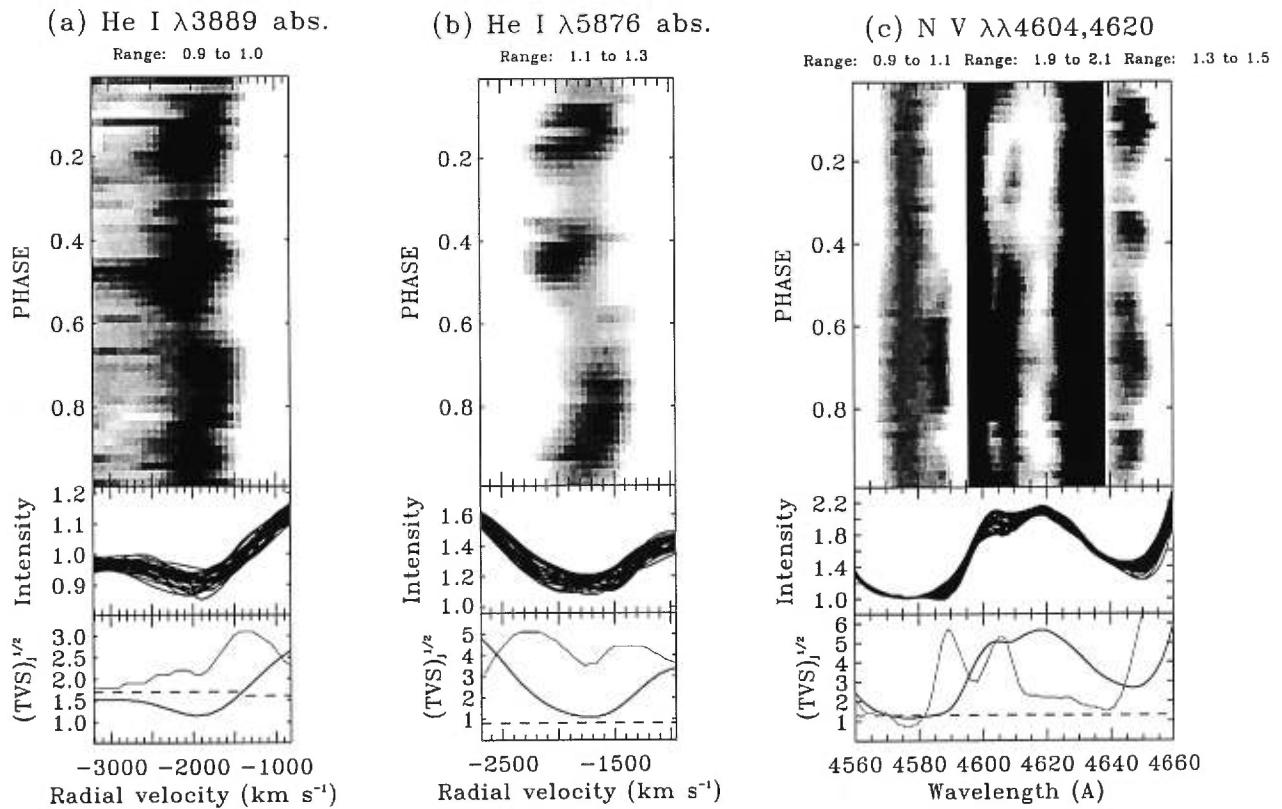 (a) He I λ3889 abs.
Range: 0.9 to 1.0
PHASE
0.2
0.4
0.6
0.8
Intensity
1.2
1.1
1.0
0.9
(TVS)ⱼ¹/²
3.0
2.5
2.0
1.5
1.0
−3000 −2000 −1000
Radial velocity (km s⁻¹)
(b) He I λ5876 abs.
Range: 1.1 to 1.3
PHASE
0.2
0.4
0.6
0.8
Intensity
1.6
1.4
1.2
1.0
(TVS)ⱼ¹/²
5
4
3
2
1
−2500 −1500
Radial velocity (km s⁻¹)
(c) N V λλ4604,4620
Range: 0.9 to 1.1 Range: 1.9 to 2.1 Range: 1.3 to 1.5
PHASE
0.2
0.4
0.6
0.8
Intensity
2.2
1.8
1.4
1.0
(TVS)ⱼ¹/²
6
5
4
3
2
1
4560 4580 4600 4620 4640 4660
Wavelength (A)